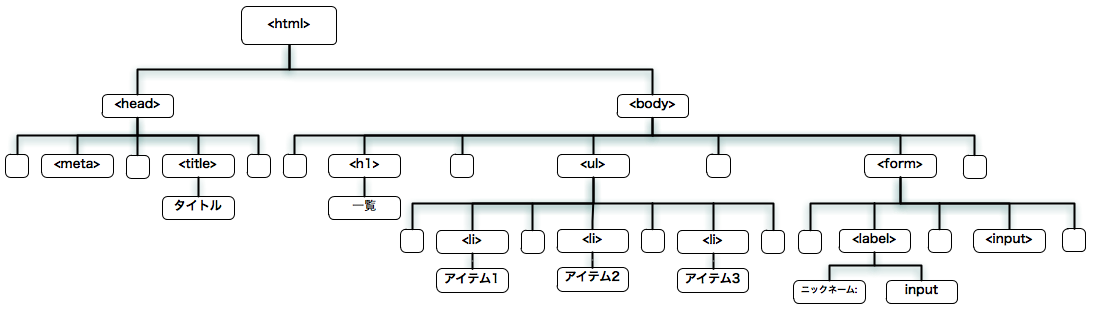 <html>
<head>
<body>
<meta>
<title>
<h1>
<ul>
<form>
タイトル
一覧
<li>
<li>
<li>
<label>
<input>
アイテム1
アイテム2
アイテム3
ニックネーム:
input